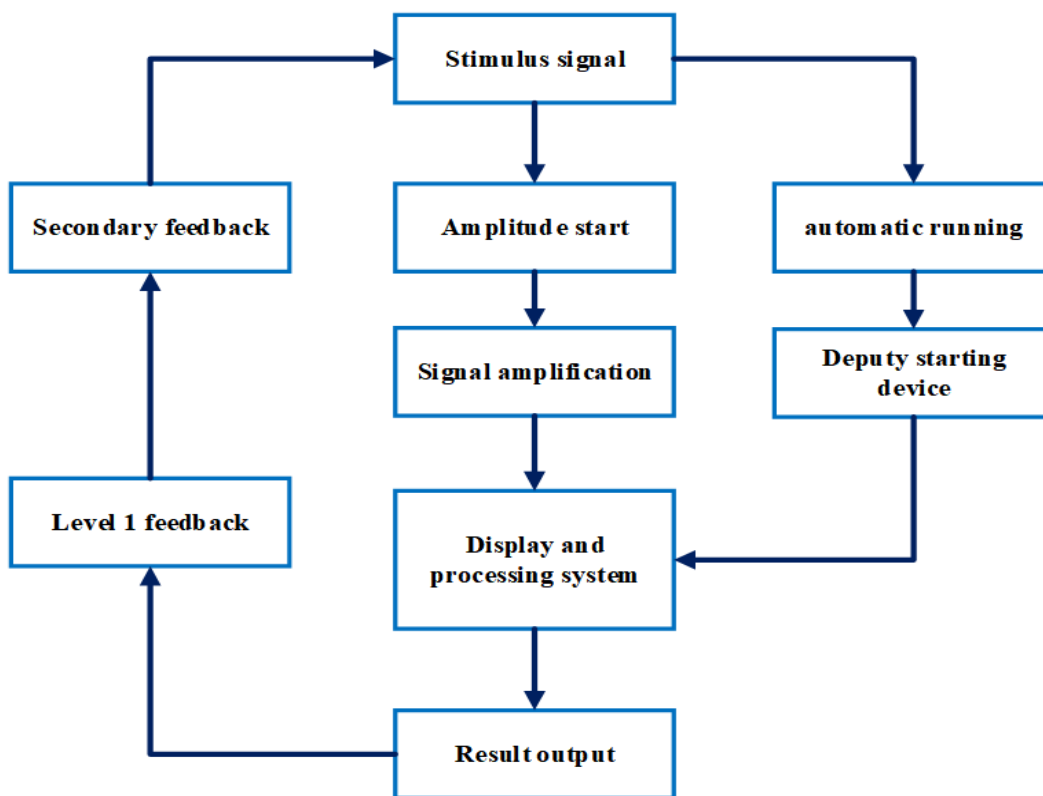 Stimulus signal
Secondary feedback
Amplitude start
automatic running
Signal amplification
Deputy starting
device
Level 1 feedback
Display and
processing system
Result output